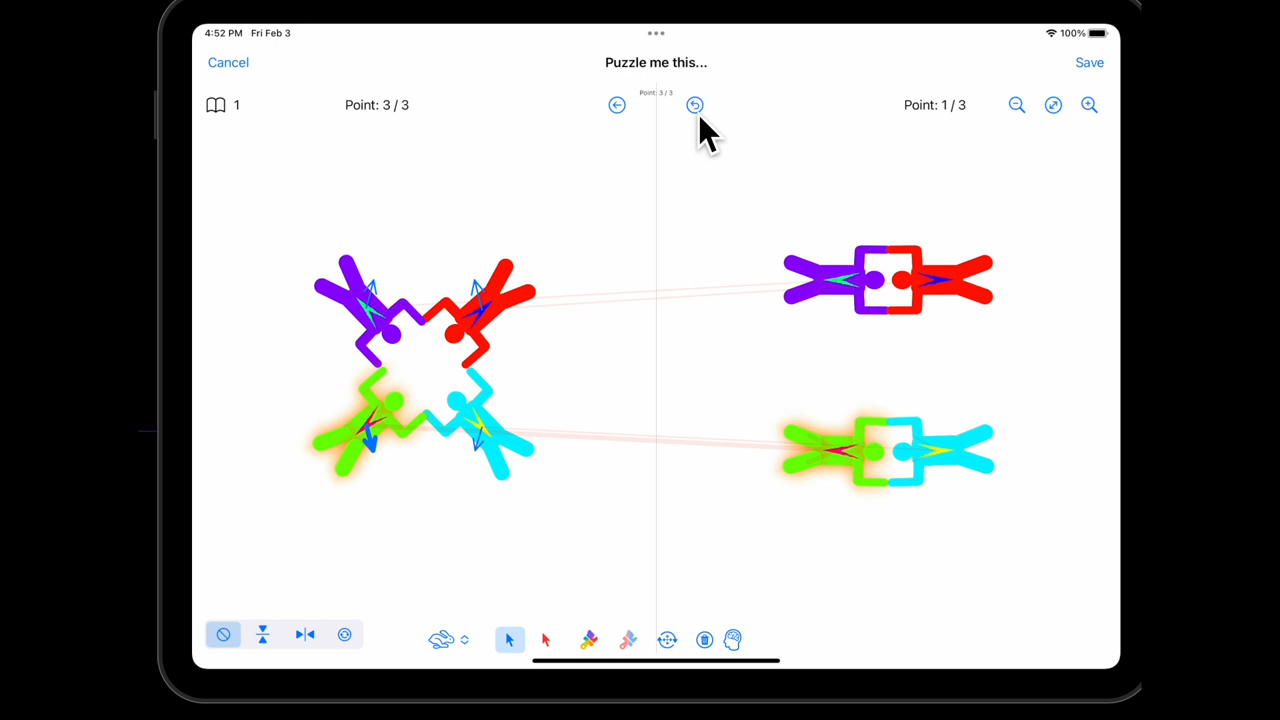 4:52 PM Fri Feb 3
100%
Cancel
Puzzle me this...
Save
1
Point: 3 / 3
Point: 3 / 3
Point: 1 / 3